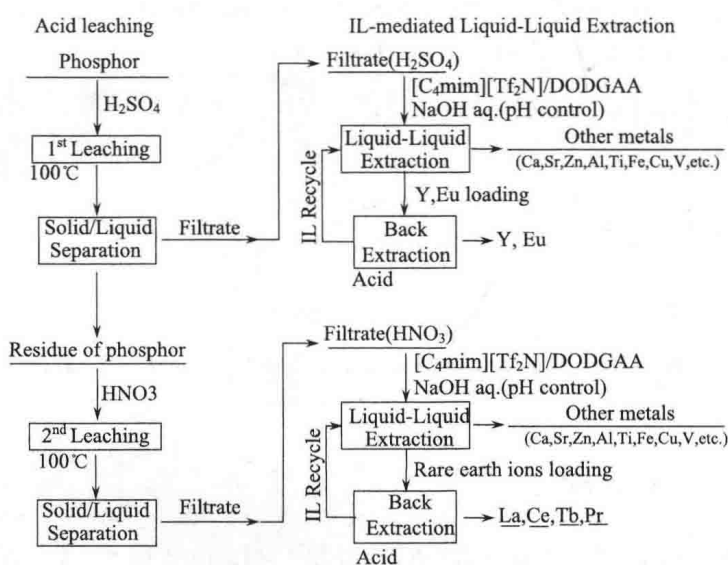 Acid leaching
Phosphor
H₂SO₄
1st Leaching
100℃
Solid/Liquid
Separation
Filtrate
Residue of phosphor
HNO3
2nd Leaching
100℃
Solid/Liquid
Separation
Filtrate
IL-mediated Liquid-Liquid Extraction
Filtrate(H₂SO₄)
[C₄mim][Tf₂N]/DODGAA
NaOH aq.(pH control)
Liquid-Liquid
Extraction
Other metals
(Ca,Sr,Zn,Al,Ti,Fe,Cu,V,etc.)
IL Recycle
Y,Eu loading
Back
Extraction
Y, Eu
Acid
Filtrate(HNO₃)
[C₄mim][Tf₂N]/DODGAA
NaOH aq.(pH control)
Liquid-Liquid
Extraction
Other metals
(Ca,Sr,Zn,Al,Ti,Fe,Cu,V,etc.)
IL Recycle
Rare earth ions loading
Back
Extraction
La,Ce,Tb,Pr
Acid